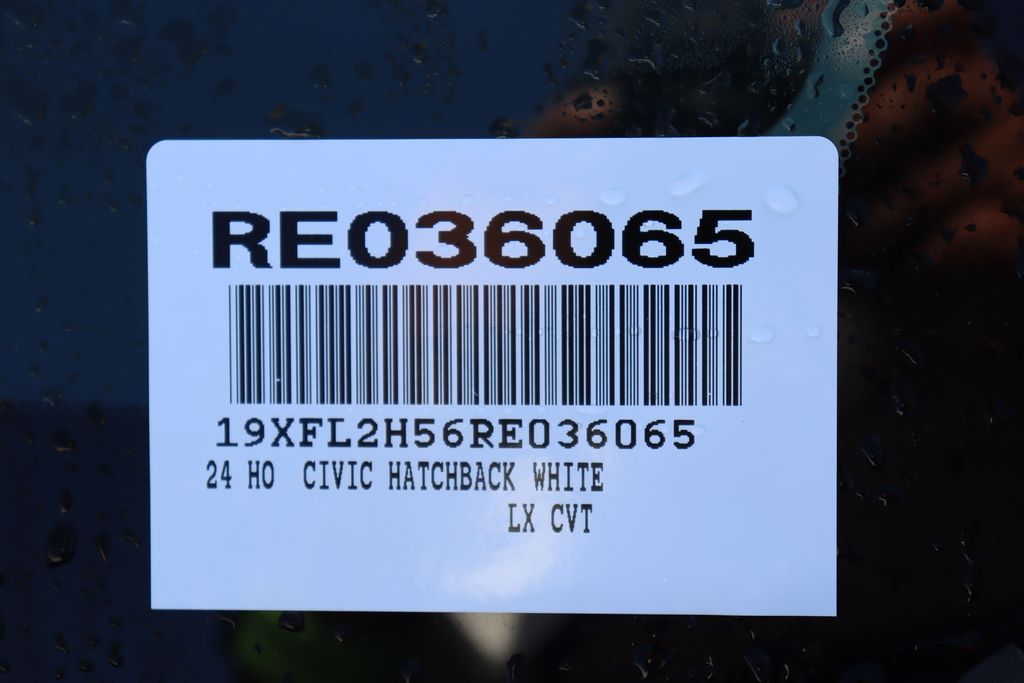 RE036065
19XFL2H56RE036065
24 HO CIVIC HATCHBACK WHITE
LX CVT